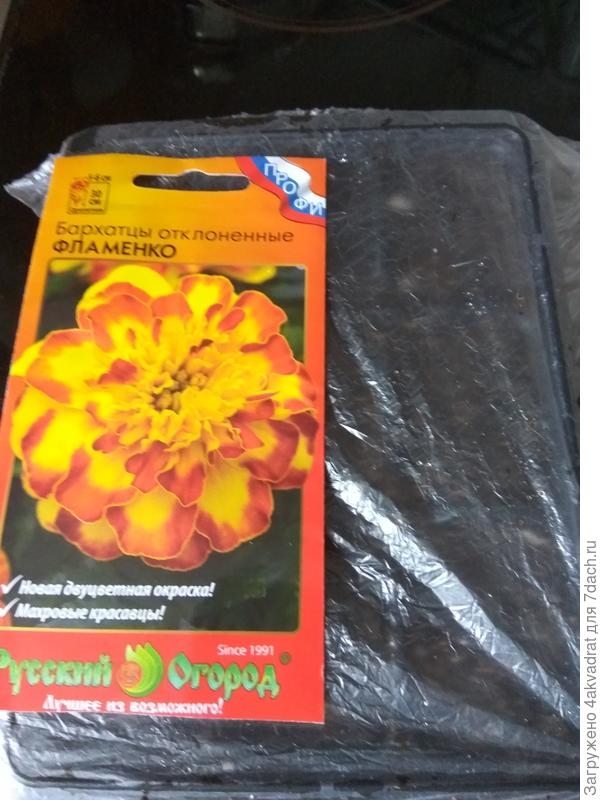 ПРОФИ
30
см
Бархатцы отклоненные
ФЛАМЕНКО
Новая двуцветная окраска!
Махровые красавцы!
Since 1991
Русский Огород®
Лучшее из возможного!
Загружено 4akvadrat для 7dach.ru